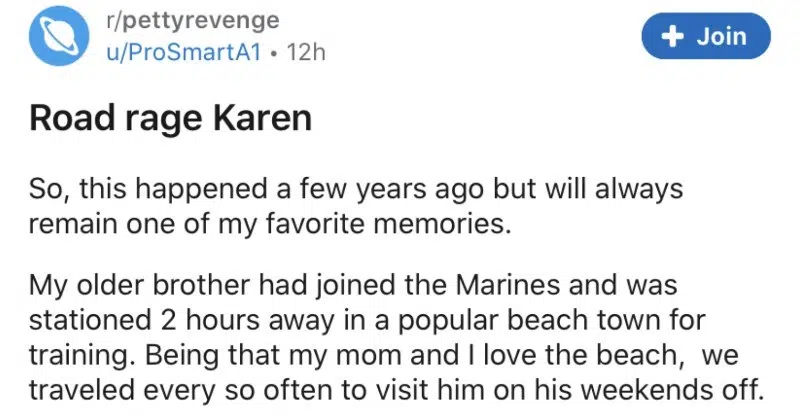 r/pettyrevenge
u/ProSmartA1 • 12h
+ Join
Road rage Karen
So, this happened a few years ago but will always
remain one of my favorite memories.
My older brother had joined the Marines and was
stationed 2 hours away in a popular beach town for
training. Being that my mom and I love the beach, we
traveled every so often to visit him on his weekends off.